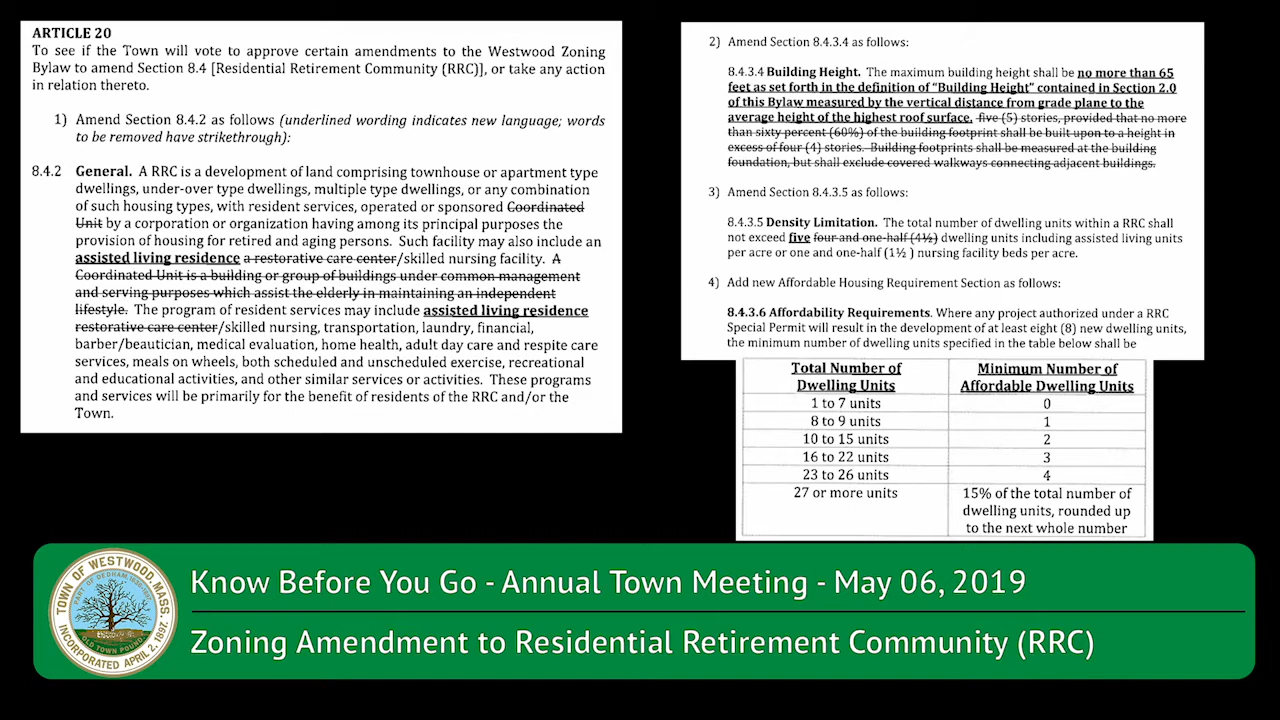 ARTICLE 20
To see if the Town will vote to approve certain amendments to the Westwood Zoning
Bylaw to amend Section 8.4 [Residential Retirement Community (RRC)], or take any action
in relation thereto.
1) Amend Section 8.4.2 as follows (underlined wording indicates new language; words
to be removed have strikethrough):
8.4.2 General. A RRC is a development of land comprising townhouse or apartment type
dwellings, under-over type dwellings, multiple type dwellings, or any combination
of such housing types, with resident services, operated or sponsored Coordinated
Unit by a corporation or organization having among its principal purposes the
provision of housing for retired and aging persons. Such facility may also include an
assisted living residence a restorative care center/skilled nursing facility. A
Coordinated Unit is a building or group of buildings under common management
and serving purposes which assist the elderly in maintaining an independent
lifestyle. The program of resident services may include assisted living residence
restorative care center/skilled nursing, transportation, laundry, financial,
barber/beautician, medical evaluation, home health, adult day care and respite care
services, meals on wheels, both scheduled and unscheduled exercise, recreational
and educational activities, and other similar services or activities. These programs
and services will be primarily for the benefit of residents of the RRC and/or the
Town.
2) Amend Section 8.4.3.4 as follows:
8.4.3.4 Building Height. The maximum building height shall be no more than 65
feet as set forth in the definition of "Building Height" contained in Section 2.0
of this Bylaw measured by the vertical distance from grade plane to the
average height of the highest roof surface. five (5) stories, provided that no more
than sixty percent (60%) of the building footprint shall be built upon to a height in
excess of four (4) stories. Building footprints shall be measured at the building
foundation, but shall exclude covered walkways connecting adjacent buildings.
3) Amend Section 8.4.3.5 as follows:
8.4.3.5 Density Limitation. The total number of dwelling units within a RRC shall
not exceed five four and one-half (4½) dwelling units including assisted living units
per acre or one and one-half (1½ ) nursing facility beds per acre.
4) Add new Affordable Housing Requirement Section as follows:
8.4.3.6 Affordability Requirements. Where any project authorized under a RRC
Special Permit will result in the development of at least eight (8) new dwelling units,
the minimum number of dwelling units specified in the table below shall be
Total Number of Dwelling Units Minimum Number of Affordable Dwelling Units
1 to 7 units 0
8 to 9 units 1
10 to 15 units 2
16 to 22 units 3
23 to 26 units 4
27 or more units 15% of the total number of
dwelling units, rounded up
to the next whole number
TOWN OF WESTWOOD, MASS.
INCORPORATED APRIL 2, 1897.
Know Before You Go - Annual Town Meeting - May 06, 2019
Zoning Amendment to Residential Retirement Community (RRC)